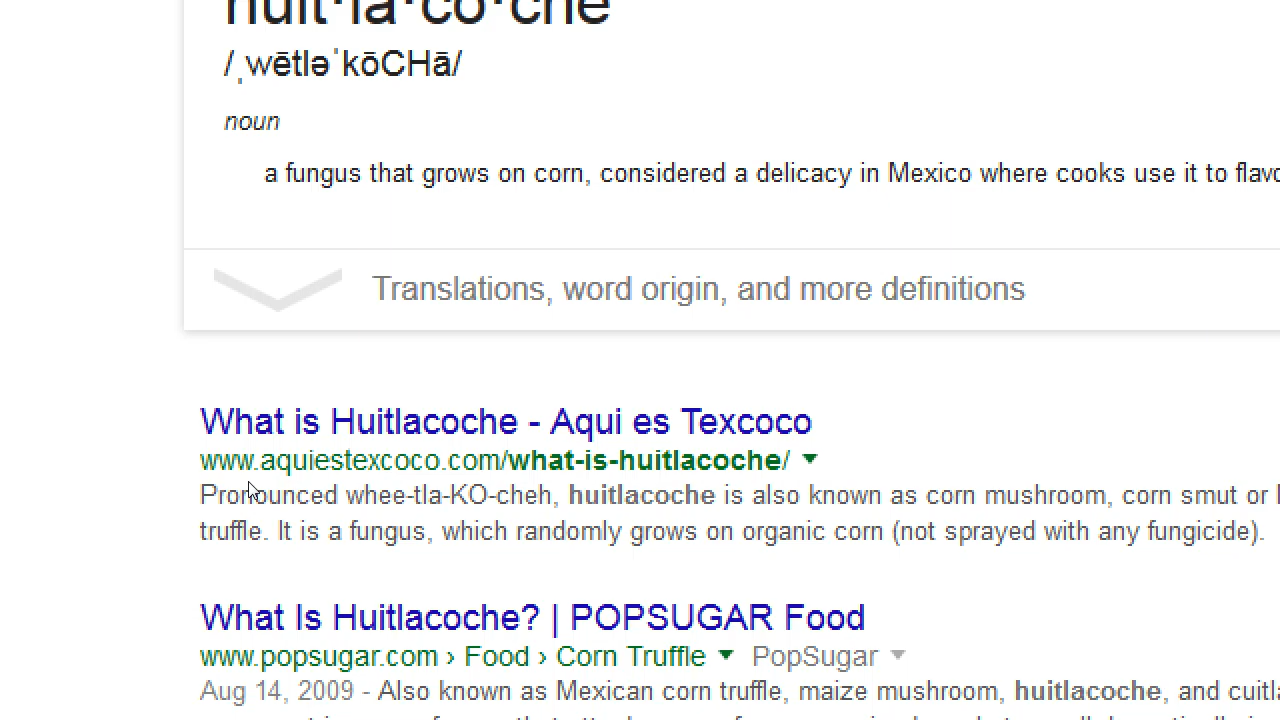 huit·la·co·che
/ˌwētləˈkōCHā/
noun
a fungus that grows on corn, considered a delicacy in Mexico where cooks use it to
Translations, word origin, and more definitions
What is Huitlacoche - Aqui es Texcoco
www.aquiestexcoco.com/what-is-huitlacoche/
Pronounced whee-tla-KO-cheh, huitlacoche is also known as corn mushroom, corn smut or
truffle. It is a fungus, which randomly grows on organic corn (not sprayed with any fungicide).
What Is Huitlacoche? | POPSUGAR Food
www.popsugar.com › Food › Corn Truffle PopSugar
Aug 14, 2009 - Also known as Mexican corn truffle, maize mushroom, huitlacoche, and